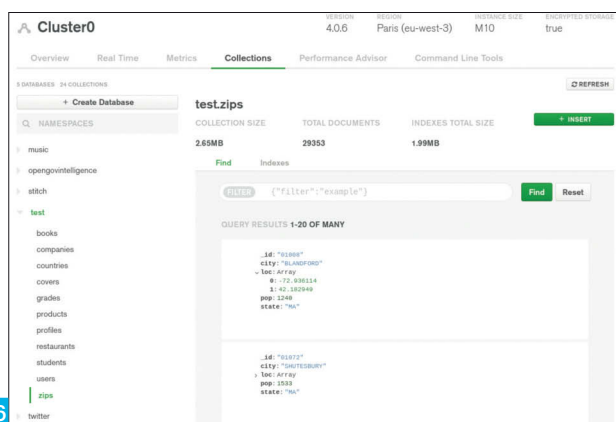 VERSION REGION INSTANCE SIZE ENCRYPTED STORAGE
Cluster0 4.0.6 Paris (eu-west-3) M10 true
Overview Real Time Metrics Collections Performance Advisor Command Line Tools
5 DATABASES 24 COLLECTIONS REFRESH
+ Create Database
NAMESPACES
music
opengovintelligence
stitch
test
books
companies
countries
covers
grades
products
profiles
restaurants
students
users
zips
twitter
test.zips
COLLECTION SIZE TOTAL DOCUMENTS INDEXES TOTAL SIZE + INSERT
2.65MB 29353 1.99MB
Find Indexes
FILTER {"filter":"example"} Find Reset
QUERY RESULTS 1-20 OF MANY
_id: "01008"
city: "BLANDFORD"
loc: Array
0: -72.936114
1: 42.182949
pop: 1240
state: "MA"
_id: "01072"
city: "SHUTESBURY"
loc: Array
pop: 1533
state: "MA"
6